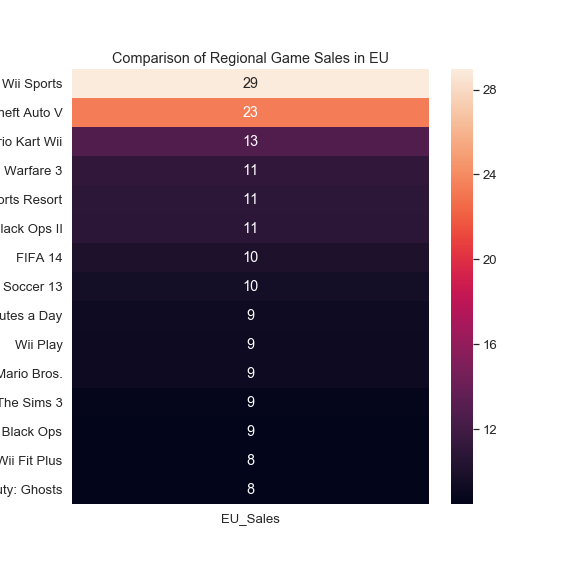 Comparison of Regional Game Sales in EU
Wii Sports 29
heft Auto V 23
rio Kart Wii 13
Warfare 3 11
orts Resort 11
lack Ops II 11
FIFA 14 10
Soccer 13 10
utes a Day 9
Wii Play 9
Mario Bros. 9
The Sims 3 9
Black Ops 9
Wii Fit Plus 8
uty: Ghosts 8
EU_Sales
28
24
20
16
12